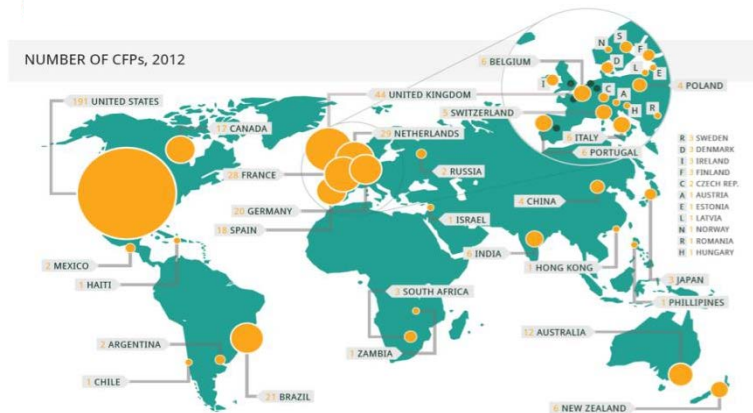 NUMBER OF CFPs, 2012
191 UNITED STATES
17 CANADA
44 UNITED KINGDOM
29 NETHERLANDS
28 FRANCE
20 GERMANY
18 SPAIN
2 RUSSIA
1 ISRAEL
6 BELGIUM
5 SWITZERLAND
6 ITALY
6 PORTUGAL
4 POLAND
N
S
F
D
L
E
I
C
A
H
R
R 3 SWEDEN
D 3 DENMARK
I 3 IRELAND
F 3 FINLAND
C 2 CZECH REP.
A 1 AUSTRIA
E 1 ESTONIA
L 1 LATVIA
N 1 NORWAY
R 1 ROMANIA
H 1 HUNGARY
4 CHINA
6 INDIA
1 HONG KONG
3 JAPAN
1 PHILLIPINES
2 MEXICO
1 HAITI
3 SOUTH AFRICA
1 ZAMBIA
2 ARGENTINA
1 CHILE
21 BRAZIL
12 AUSTRALIA
6 NEW ZEALAND